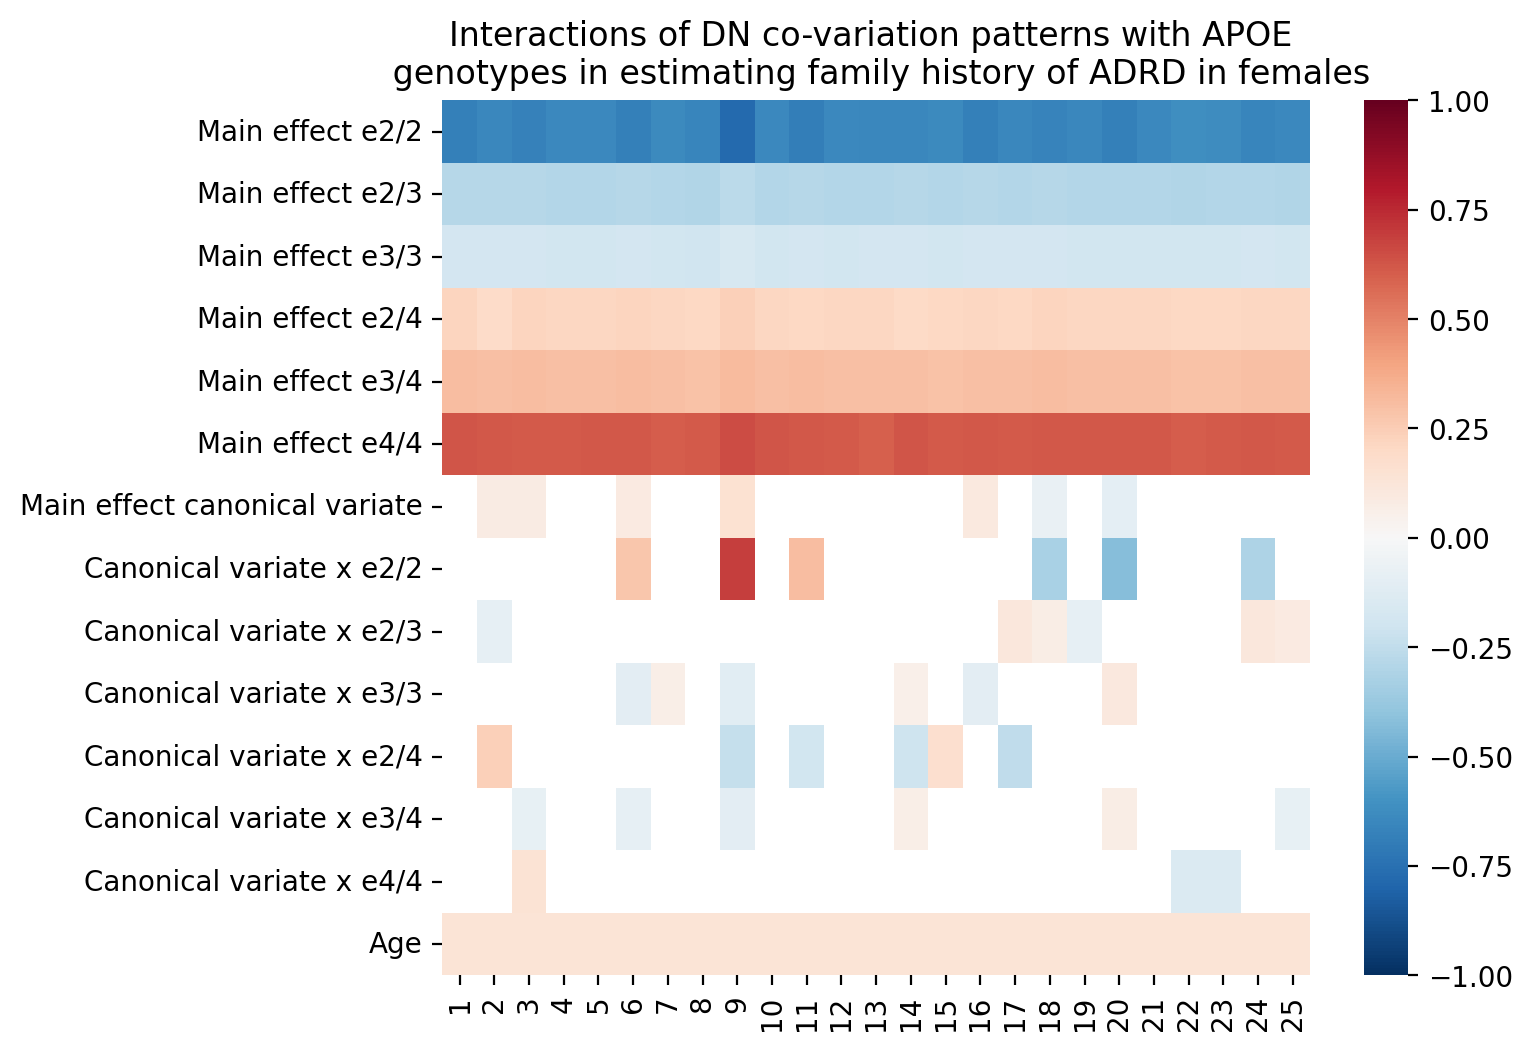 Interactions of DN co-variation patterns with APOE
genotypes in estimating family history of ADRD in females
Main effect e2/2
Main effect e2/3
Main effect e3/3
Main effect e2/4
Main effect e3/4
Main effect e4/4
Main effect canonical variate
Canonical variate x e2/2
Canonical variate x e2/3
Canonical variate x e3/3
Canonical variate x e2/4
Canonical variate x e3/4
Canonical variate x e4/4
Age
1 2 3 4 5 6 7 8 9 10 11 12 13 14 15 16 17 18 19 20 21 22 23 24 25
1.00
0.75
0.50
0.25
0.00
−0.25
−0.50
−0.75
−1.00